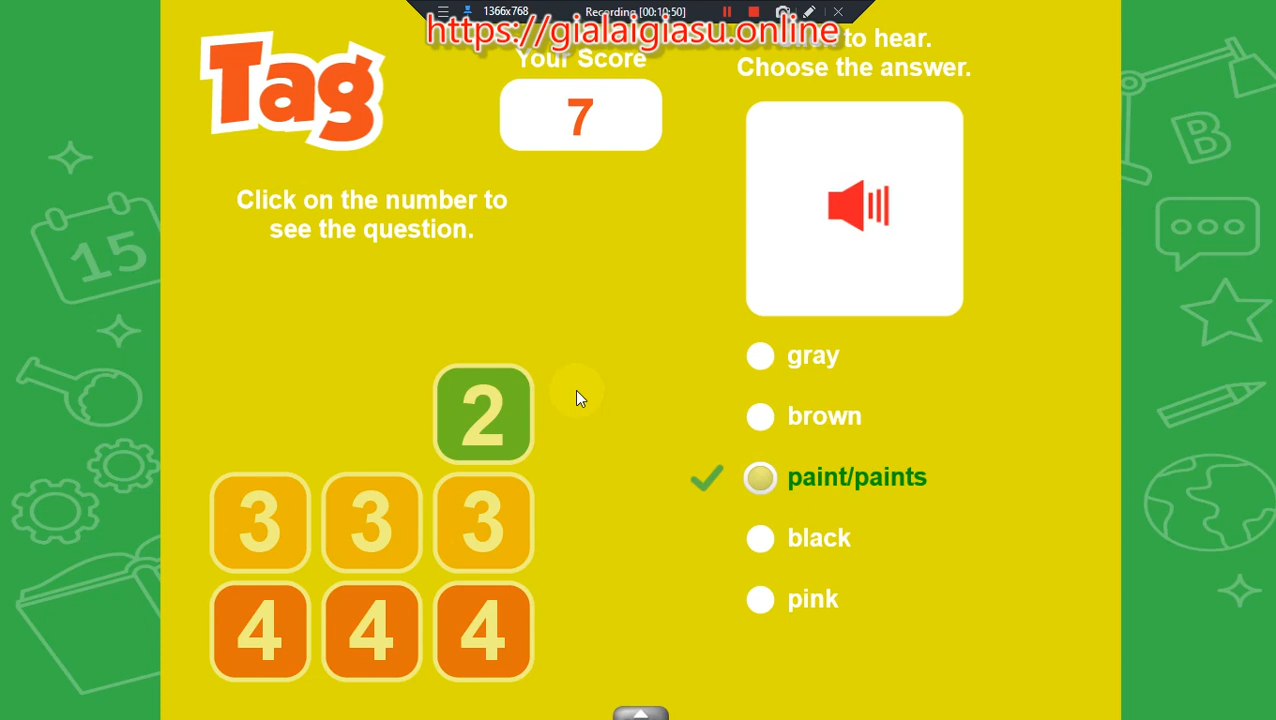 1366x768
Recording [00:10:50]
https://gialaigiasu.online
Tag
Your Score
7
to hear.
Choose the answer.
Click on the number to
see the question.
15
B
gray
brown
paint/paints
black
pink
2
3 3 3
4 4 4